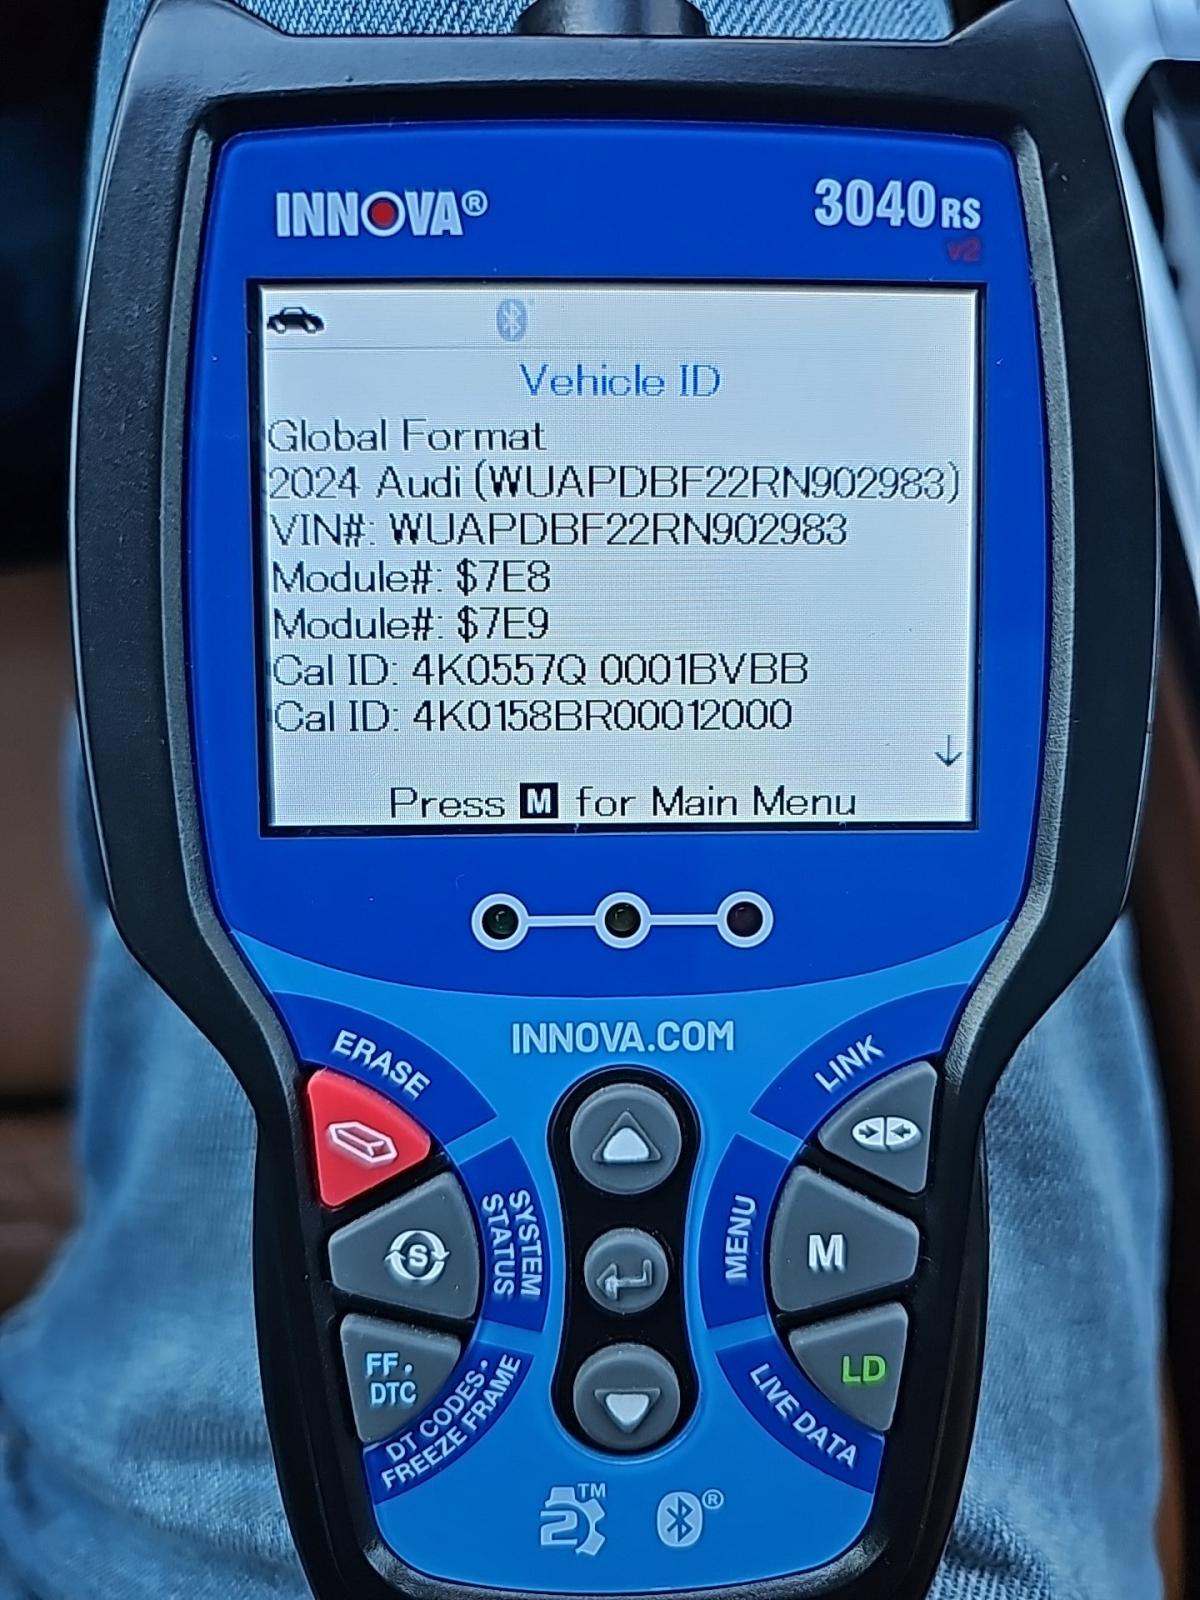 INNOVA®
3040RS
v2
Vehicle ID
Global Format
2024 Audi (WUAPDBF22RN902983)
VIN#: WUAPDBF22RN902983
Module#: $7E8
Module#: $7E9
Cal ID: 4K0557Q 0001BVBB
Cal ID: 4K0158BR00012000
Press M for Main Menu
INNOVA.COM
ERASE
LINK
SYSTEM
STATUS
S
MENU
M
FF.
DTC
DT CODES•
FREEZE FRAME
LD
LIVE DATA
2™
®